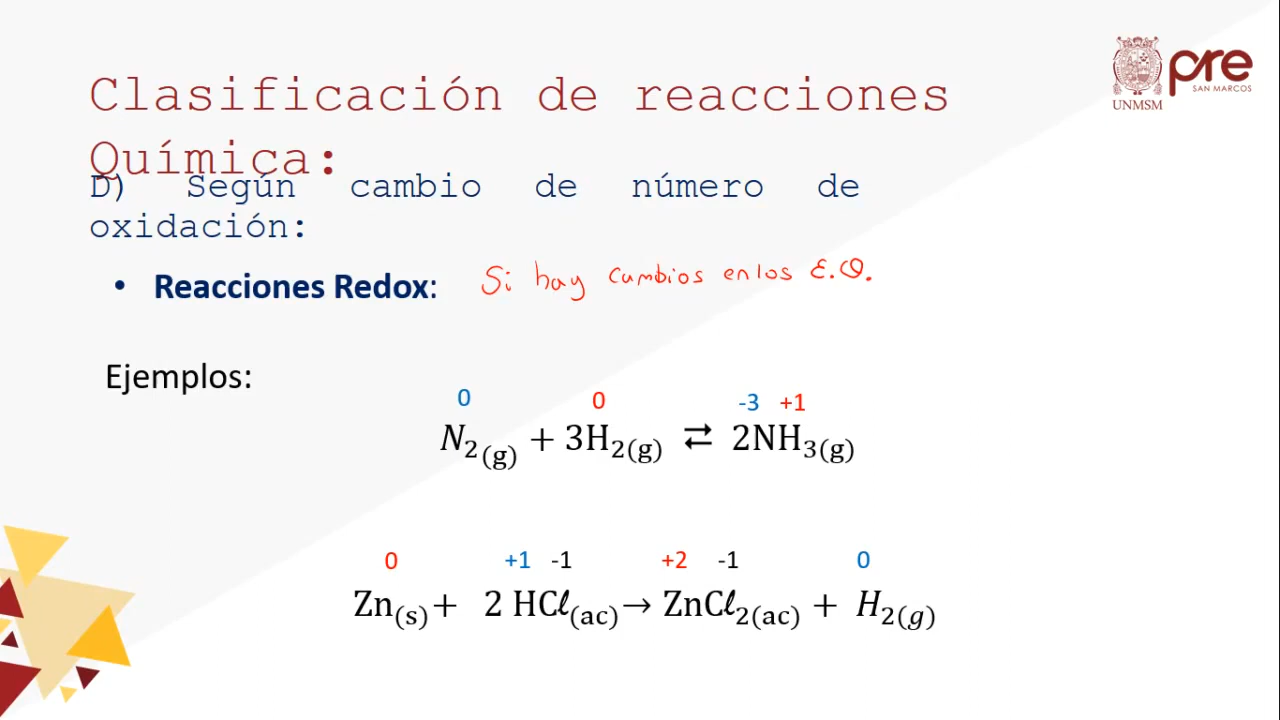 Clasificación de reacciones
Química:
D) Según cambio de número de
oxidación:
• Reacciones Redox: Si hay cambios en los E.O.
Ejemplos:
0 0 -3 +1
N₂(g) + 3H₂(g) ⇄ 2NH₃(g)
0 +1 -1 +2 -1 0
Zn(s) + 2 HCℓ(ac) → ZnCℓ₂(ac) + H₂(g)
UNMSM
pre
SAN MARCOS